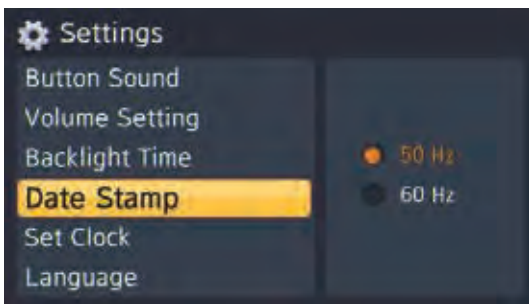 Settings
Button Sound
Volume Setting
Backlight Time
50 Hz
Date Stamp
60 Hz
Set Clock
Language